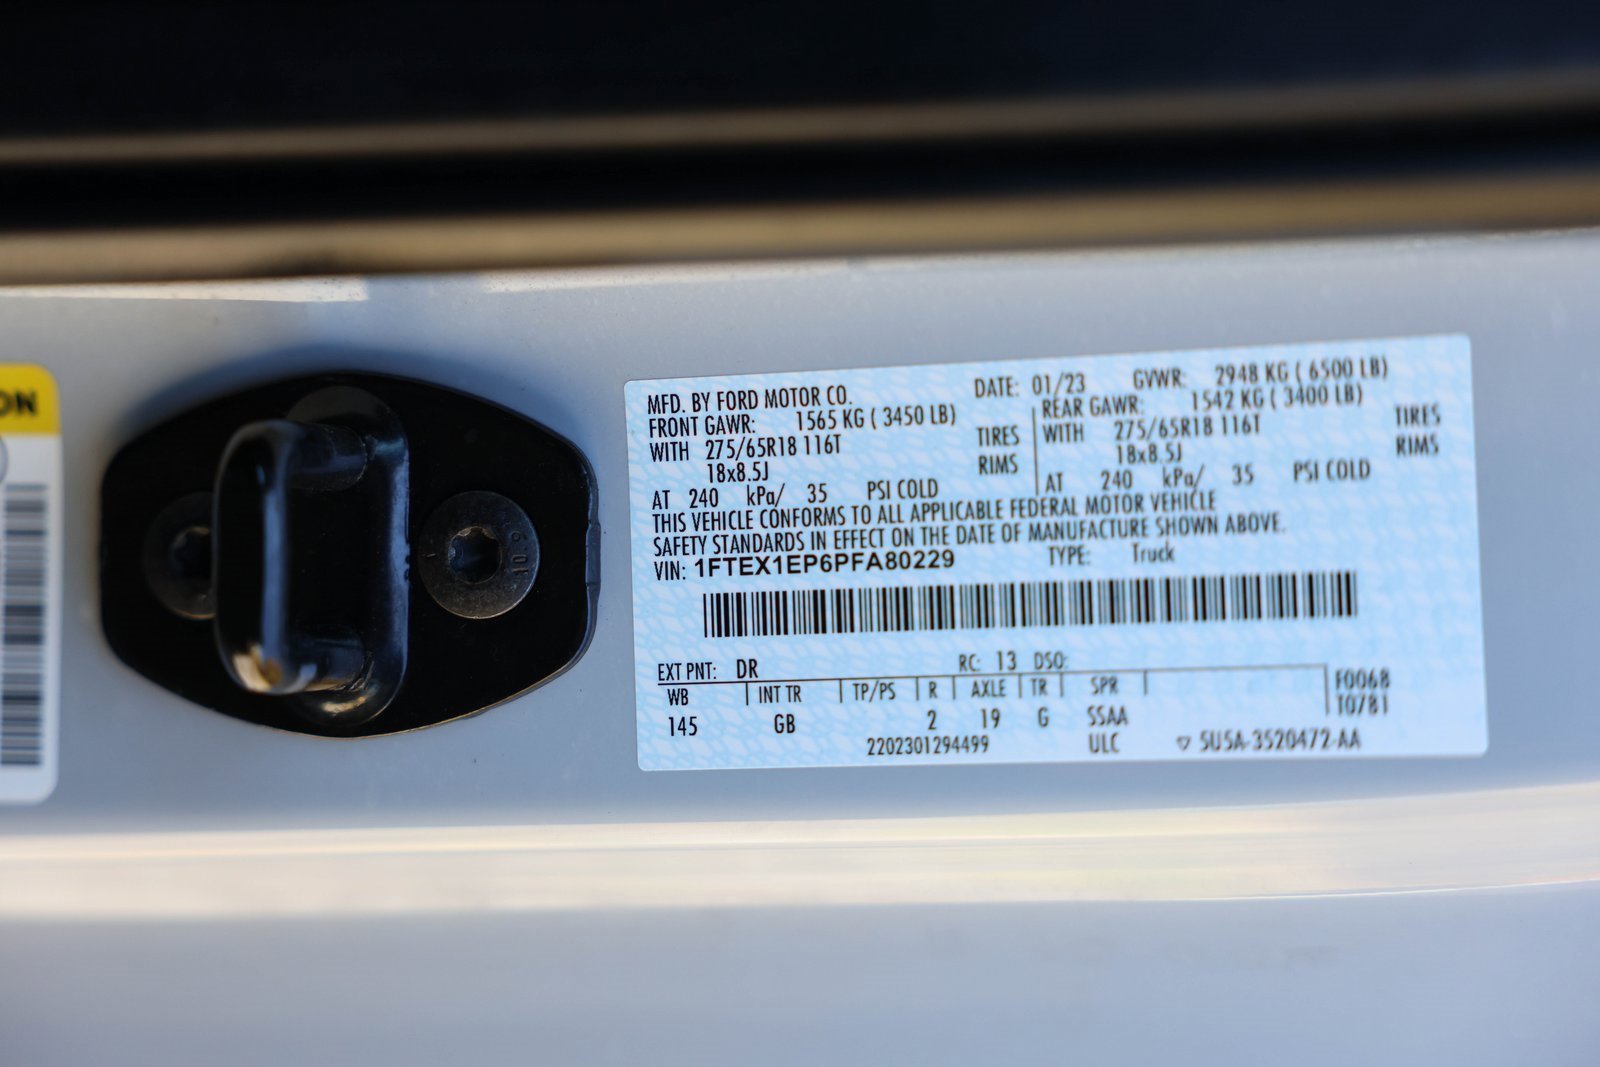 ON
MFD. BY FORD MOTOR CO. DATE: 01/23 GVWR: 2948 KG ( 6500 LB)
FRONT GAWR: 1565 KG ( 3450 LB) REAR GAWR: 1542 KG ( 3400 LB)
WITH 275/65R18 116T TIRES WITH 275/65R18 116T TIRES
18x8.5J RIMS 18x8.5J RIMS
AT 240 kPa/ 35 PSI COLD AT 240 kPa/ 35 PSI COLD
THIS VEHICLE CONFORMS TO ALL APPLICABLE FEDERAL MOTOR VEHICLE
SAFETY STANDARDS IN EFFECT ON THE DATE OF MANUFACTURE SHOWN ABOVE.
VIN: 1FTEX1EP6PFA80229 TYPE: Truck
EXT PNT: DR RC: 13 DSO:
WB INT TR TP/PS R AXLE TR SPR F0068
145 GB 2 19 G SSAA T0781
2202301294499 ULC ▽ 5U5A-3520472-AA
10.9